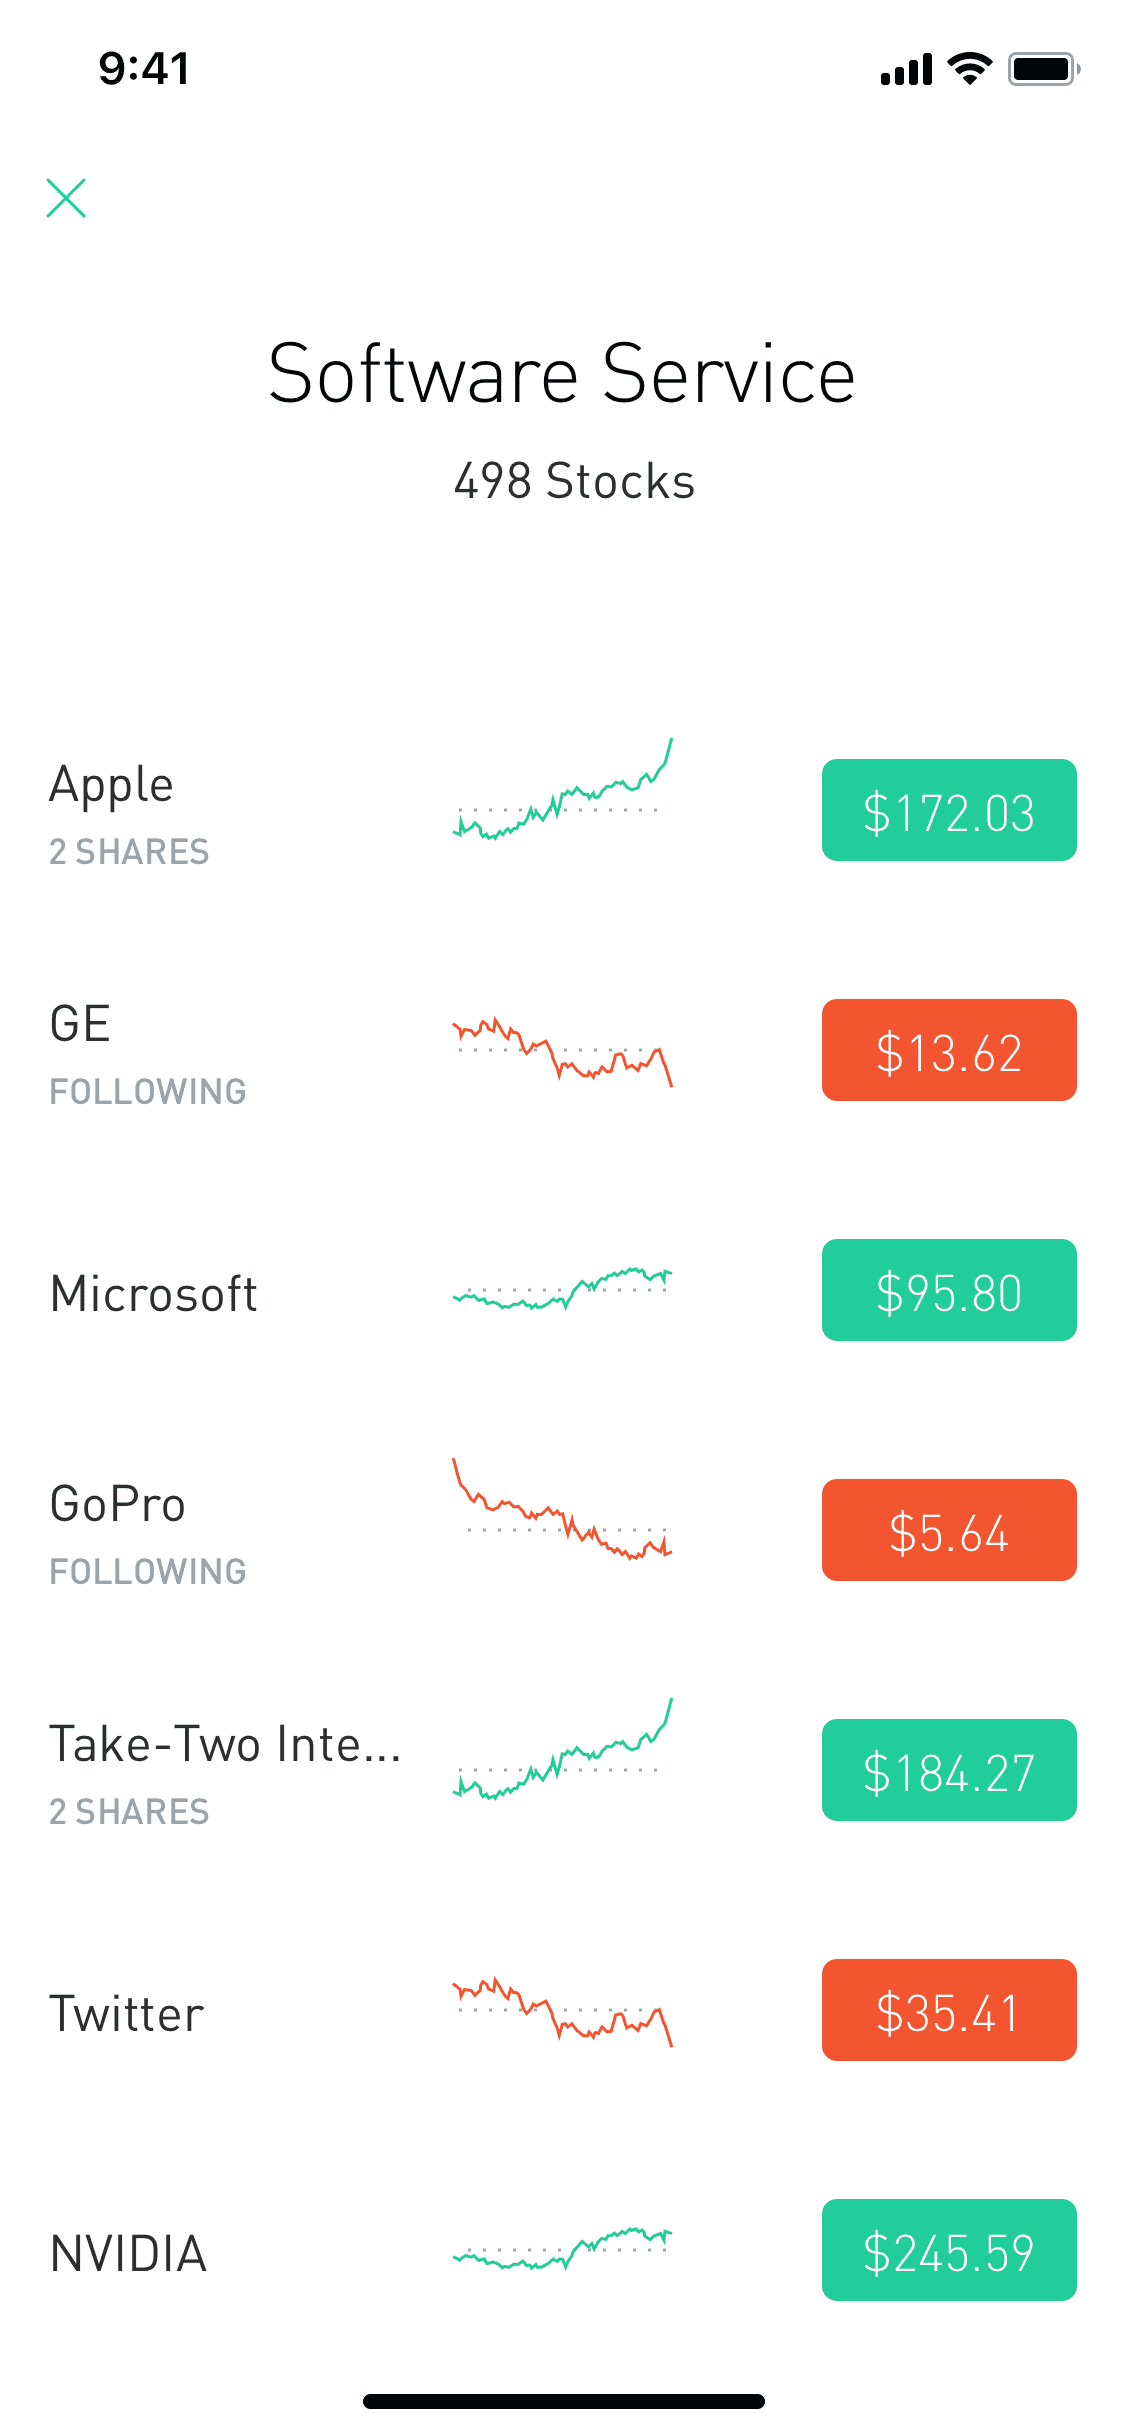 9:41
Software Service
498 Stocks
Apple
2 SHARES
$172.03
GE
FOLLOWING
$13.62
Microsoft
$95.80
GoPro
FOLLOWING
$5.64
Take-Two Inte...
2 SHARES
$184.27
Twitter
$35.41
NVIDIA
$245.59